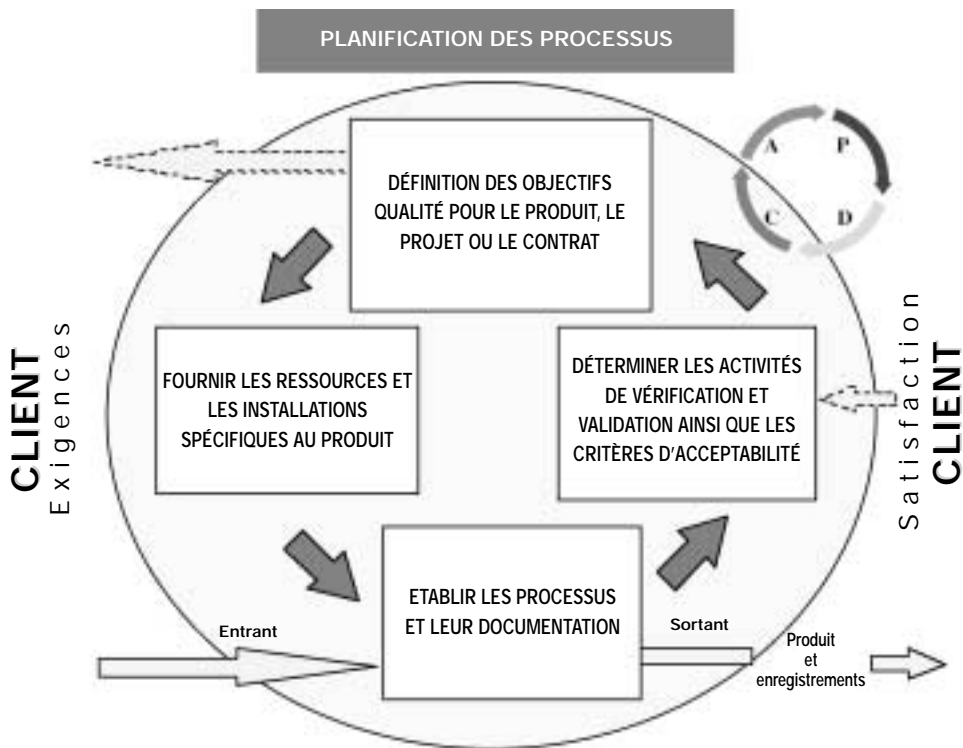 PLANIFICATION DES PROCESSUS
DÉFINITION DES OBJECTIFS
QUALITÉ POUR LE PRODUIT, LE
PROJET OU LE CONTRAT
A
P
C
D
CLIENT
Exigences
FOURNIR LES RESSOURCES ET
LES INSTALLATIONS
SPÉCIFIQUES AU PRODUIT
DÉTERMINER LES ACTIVITÉS
DE VÉRIFICATION ET
VALIDATION AINSI QUE LES
CRITÈRES D'ACCEPTABILITÉ
Satisfaction
CLIENT
ETABLIR LES PROCESSUS
ET LEUR DOCUMENTATION
Entrant
Sortant
Produit
et
enregistrements